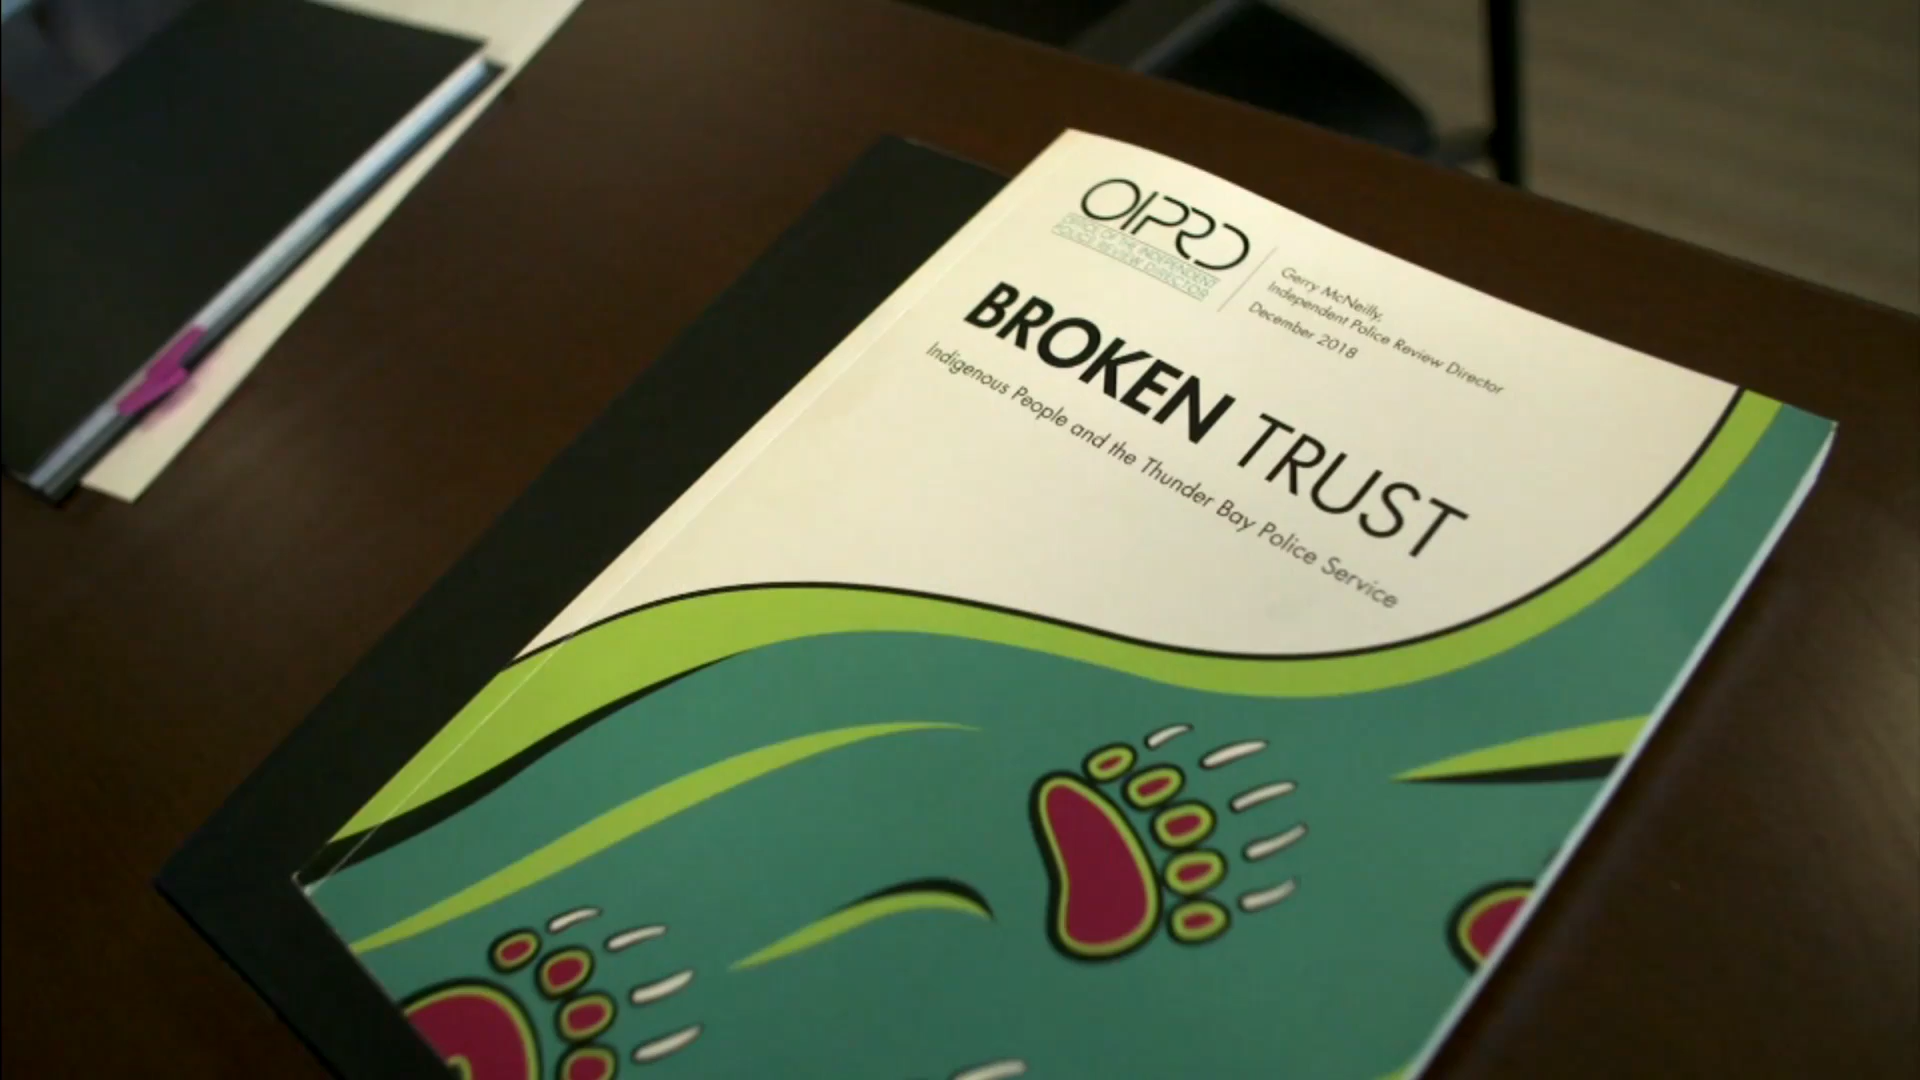 OIPRD
OFFICE OF THE INDEPENDENT
POLICE REVIEW DIRECTOR
Gerry McNeilly,
Independent Police Review Director
December 2018
BROKEN TRUST
Indigenous People and the Thunder Bay Police Service